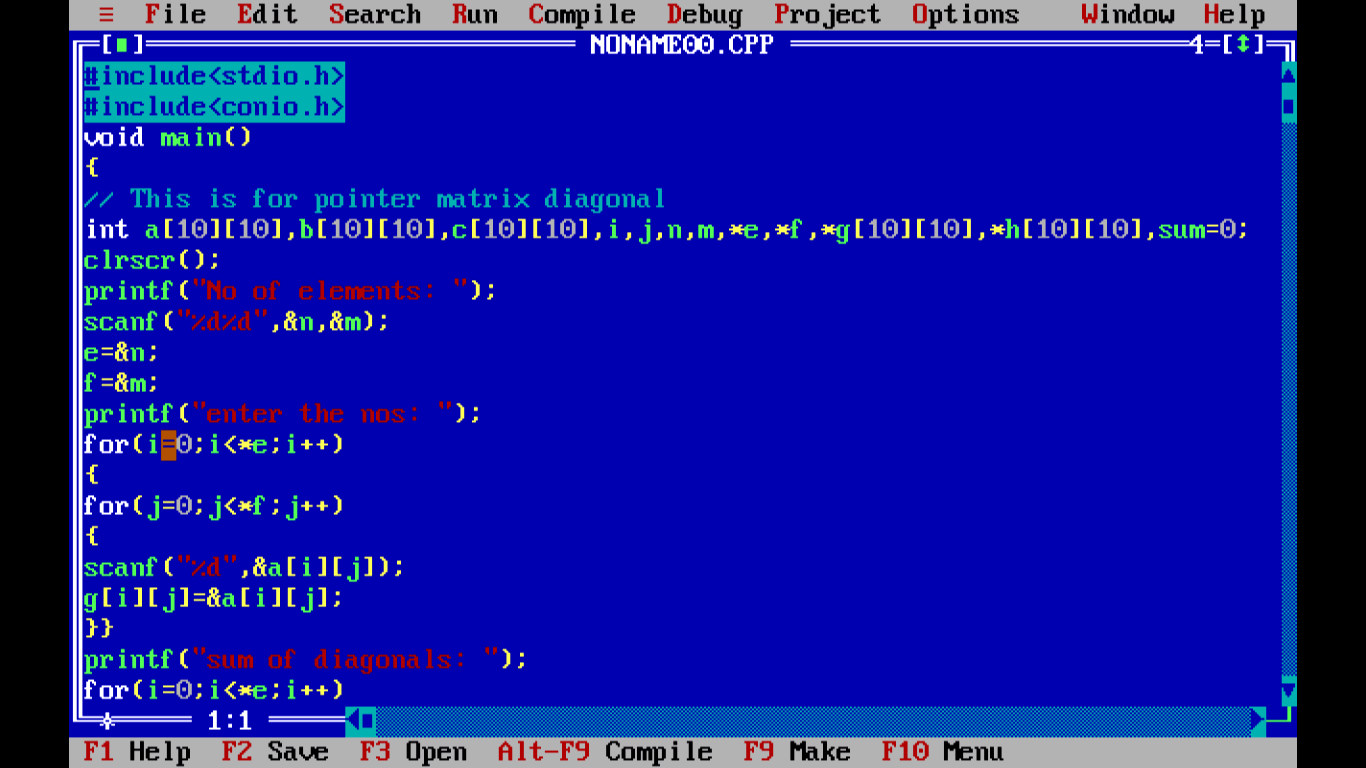 ≡ File Edit Search Run Compile Debug Project Options Window Help
[■] NONAME00.CPP 4=[↕]
#include<stdio.h>
#include<conio.h>
void main()
{
// This is for pointer matrix diagonal
int a[10][10],b[10][10],c[10][10],i,j,n,m,*e,*f,*g[10][10],*h[10][10],sum=0;
clrscr();
printf("No of elements: ");
scanf("%d%d",&n,&m);
e=&n;
f=&m;
printf("enter the nos: ");
for(i=0;i<*e;i++)
{
for(j=0;j<*f;j++)
{
scanf("%d",&a[i][j]);
g[i][j]=&a[i][j];
}}
printf("sum of diagonals: ");
for(i=0;i<*e;i++)
1:1
F1 Help F2 Save F3 Open Alt-F9 Compile F9 Make F10 Menu